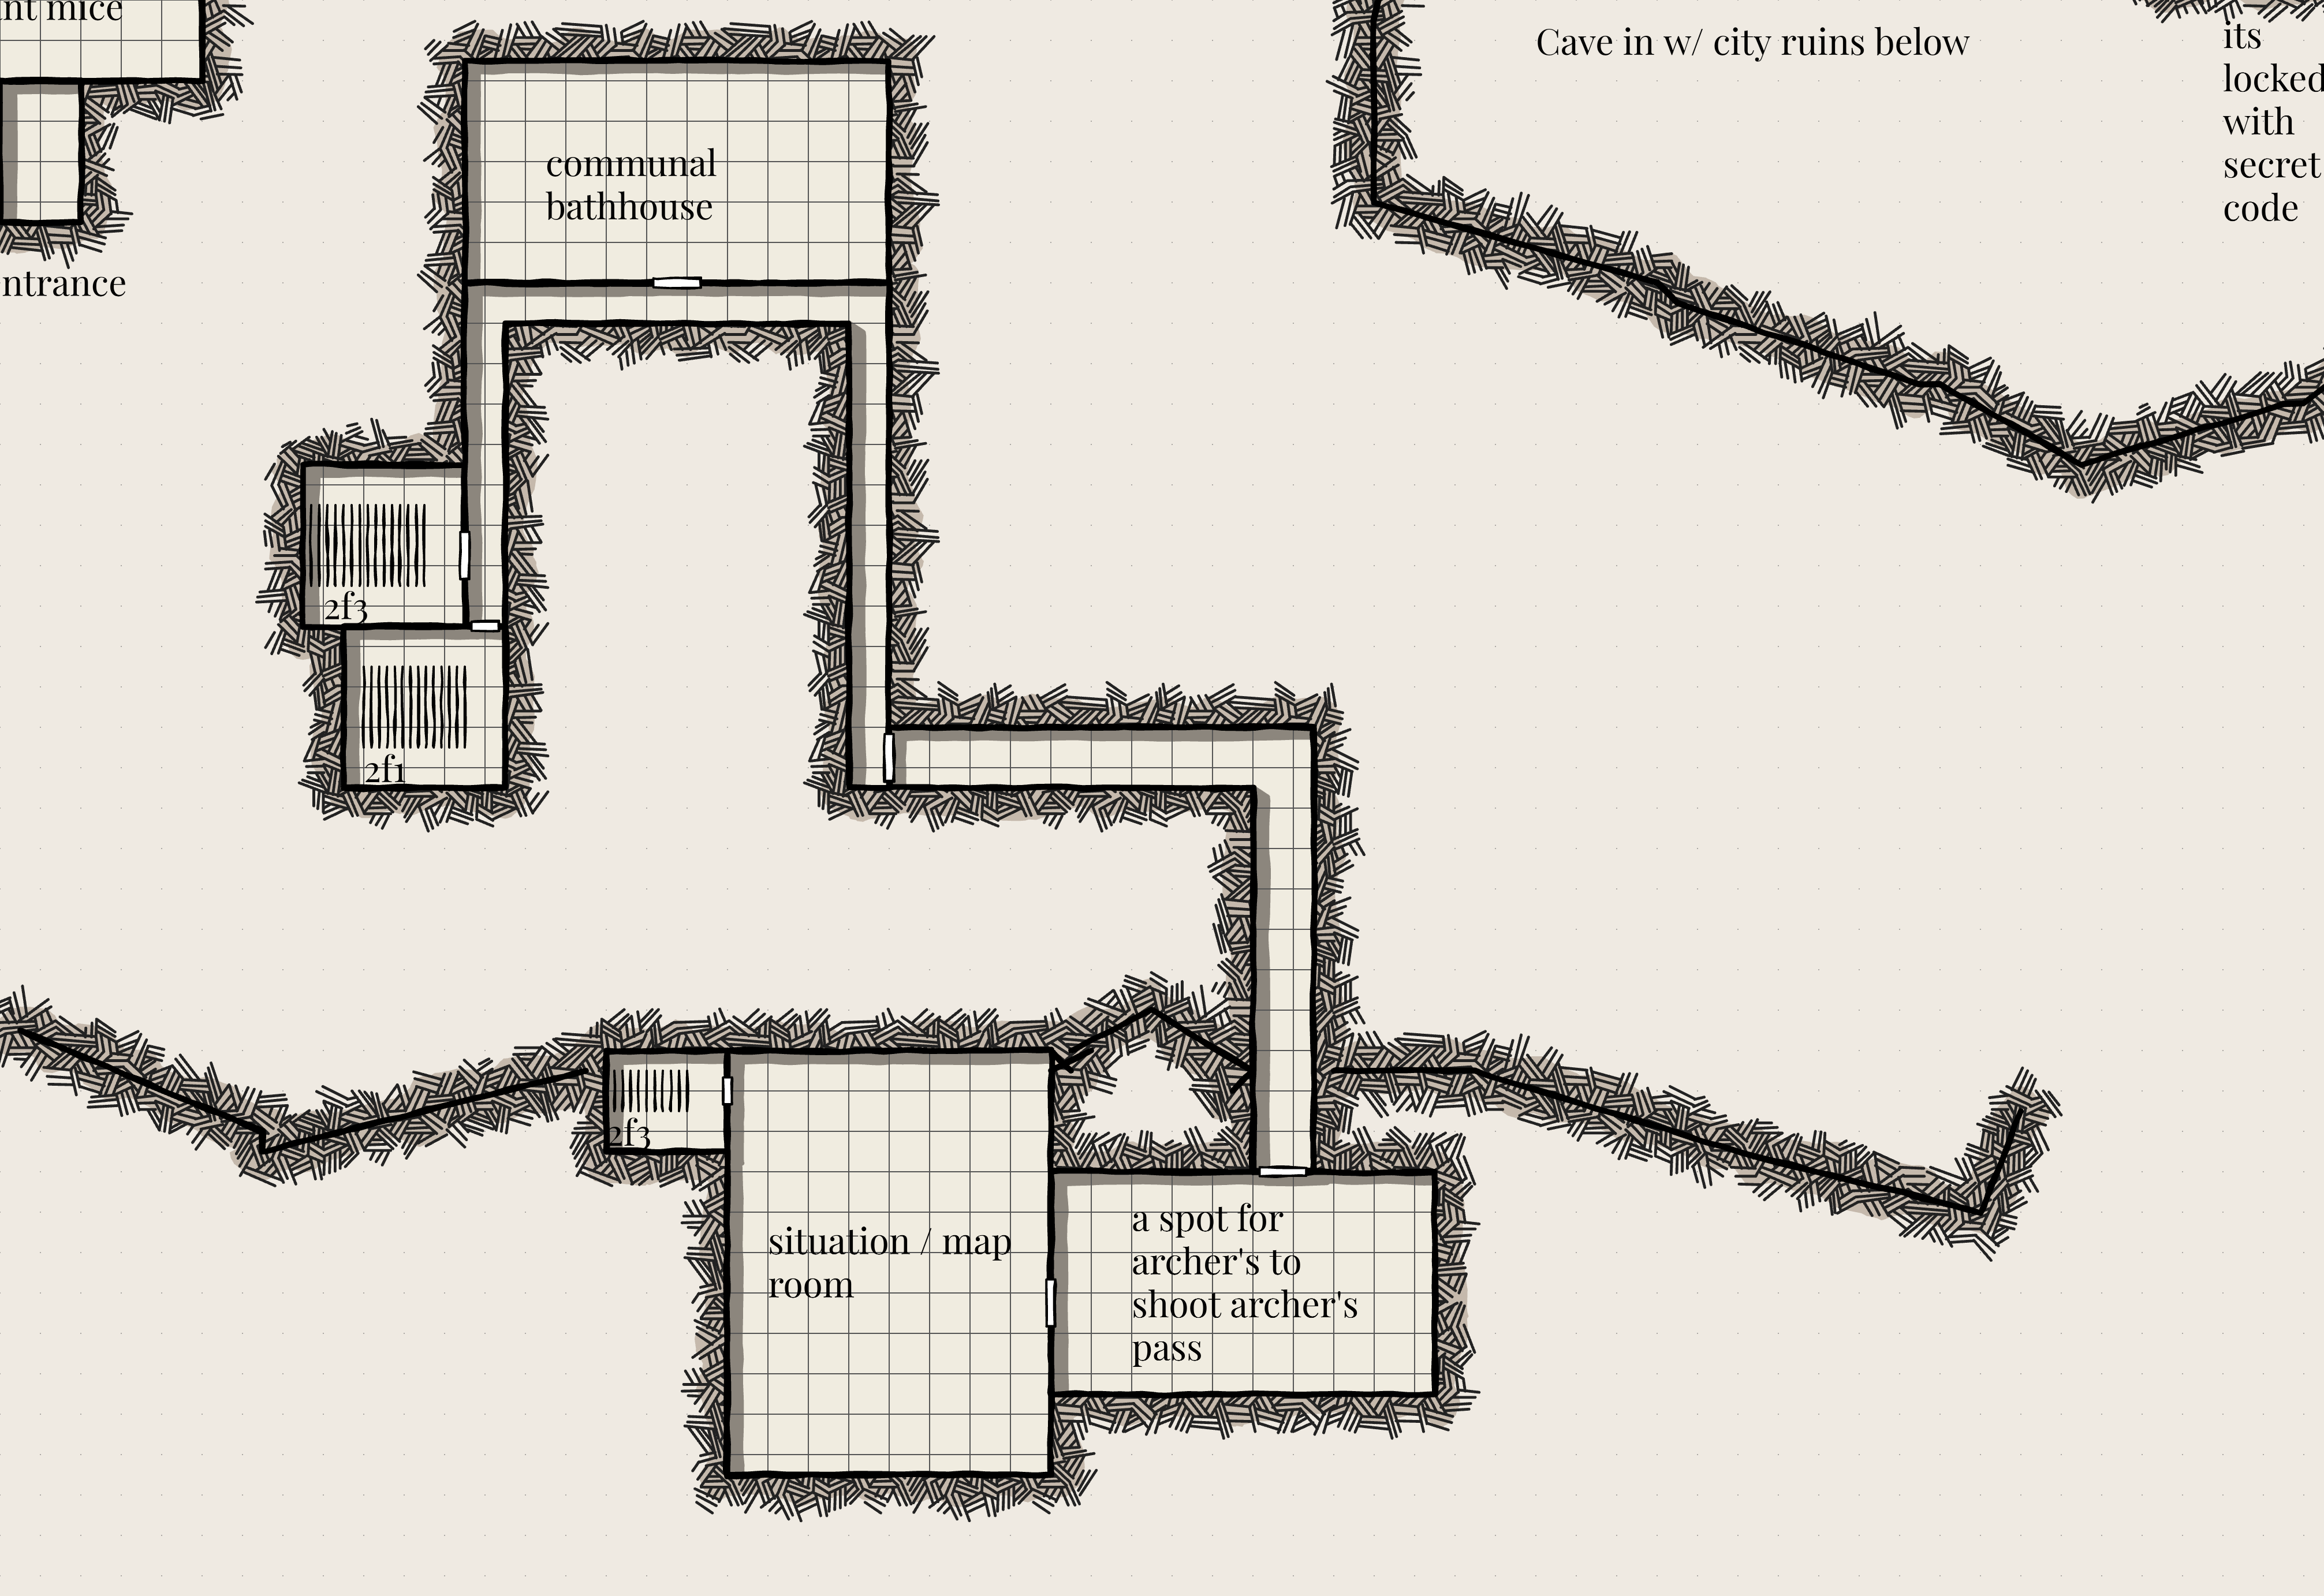 mice
ntrance
communal
bathhouse
2f3
2f1
Cave in w/ city ruins below
its
locked
with
secret
code
2f3
situation / map
room
a spot for
archer's to
shoot archer's
pass